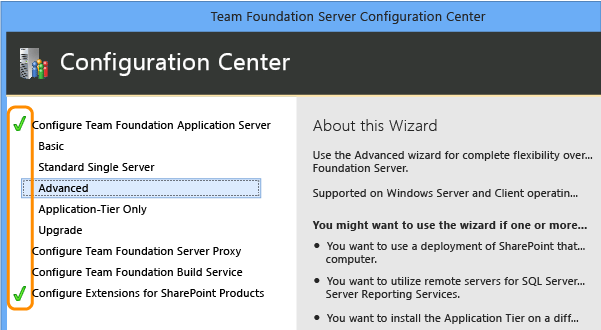 Team Foundation Server Configuration Center
Configuration Center
Configure Team Foundation Application Server
Basic
Standard Single Server
Advanced
Application-Tier Only
Upgrade
Configure Team Foundation Server Proxy
Configure Team Foundation Build Service
Configure Extensions for SharePoint Products
About this Wizard
Use the Advanced wizard for complete flexibility over...
Foundation Server.
Supported on Windows Server and Client operatin...
You might want to use the wizard if one or more...
• You want to use a deployment of SharePoint that...
computer.
• You want to utilize remote servers for SQL Server...
Server Reporting Services.
• You want to install the Application Tier on a diff...